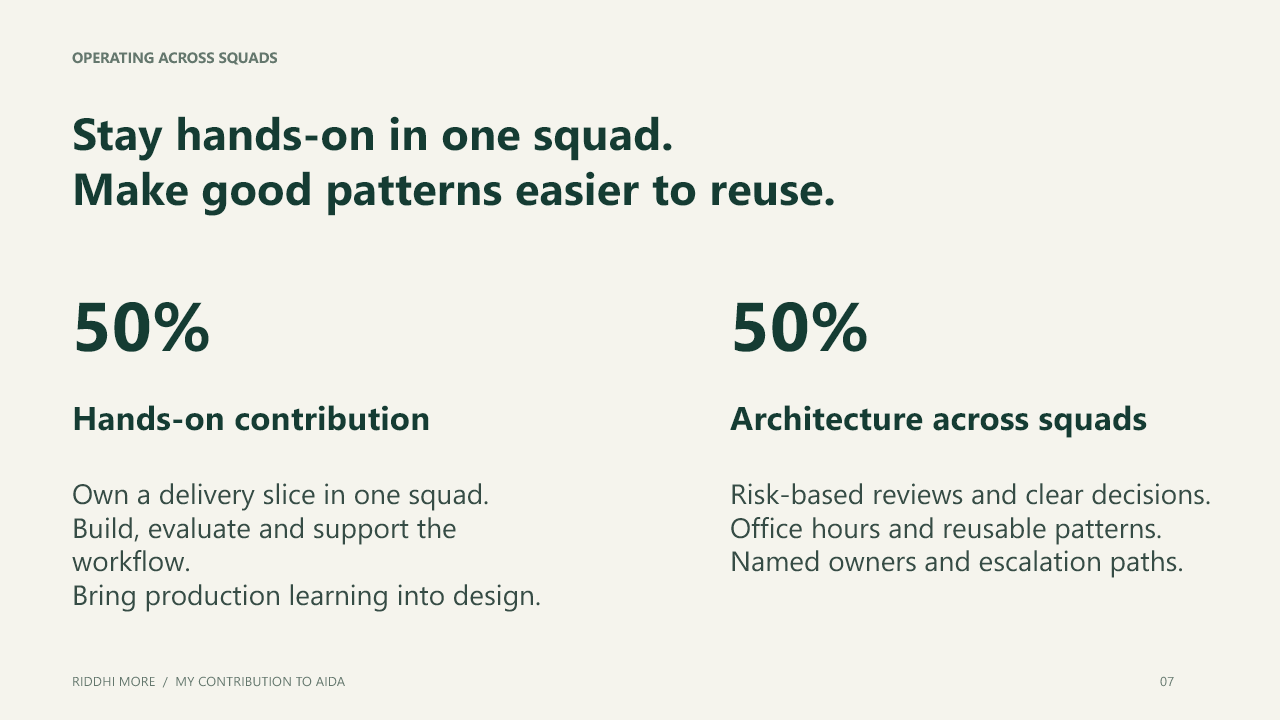 OPERATING ACROSS SQUADS
Stay hands-on in one squad.
Make good patterns easier to reuse.
50%
Hands-on contribution
Own a delivery slice in one squad.
Build, evaluate and support the
workflow.
Bring production learning into design.
50%
Architecture across squads
Risk-based reviews and clear decisions.
Office hours and reusable patterns.
Named owners and escalation paths.
RIDDHI MORE / MY CONTRIBUTION TO AIDA
07